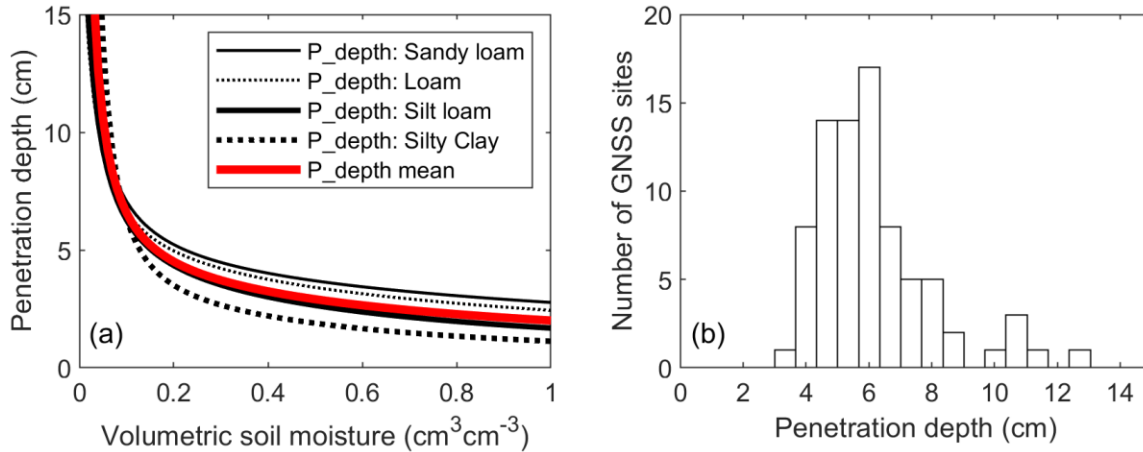 15
10
5
0
Penetration depth (cm)
P_depth: Sandy loam
P_depth: Loam
P_depth: Silt loam
P_depth: Silty Clay
P_depth mean
(a)
0 0.2 0.4 0.6 0.8 1
Volumetric soil moisture (cm³cm⁻³)
20
15
10
5
0
Number of GNSS sites
(b)
0 2 4 6 8 10 12 14
Penetration depth (cm)